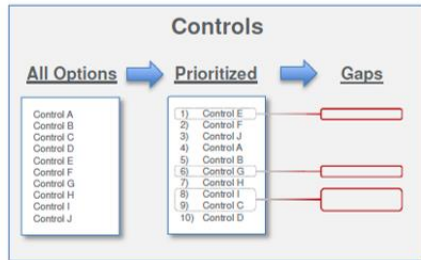 Controls
All Options
Prioritized
Gaps
Control A
Control B
Control C
Control D
Control E
Control F
Control G
Control H
Control I
Control J
1) Control E
2) Control F
3) Control J
4) Control A
5) Control B
6) Control G
7) Control H
8) Control I
9) Control C
10) Control D